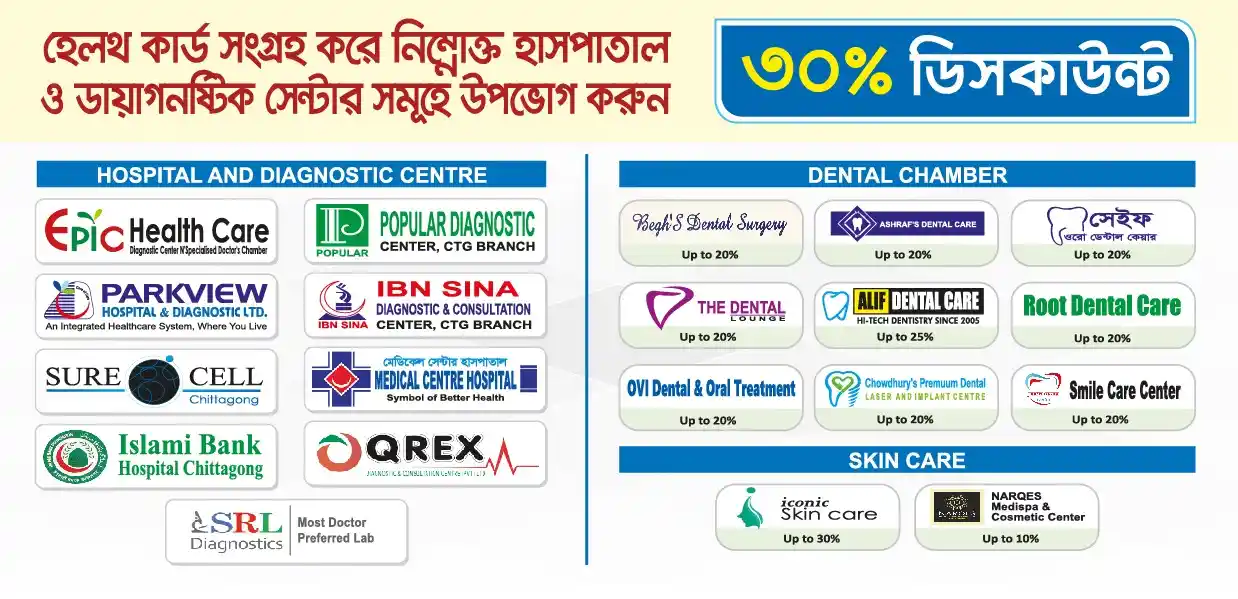 হেলথ কার্ড সংগ্রহ করে নিম্নোক্ত হাসপাতাল
ও ডায়াগনষ্টিক সেন্টার সমূহে উপভোগ করুন
৩০% ডিসকাউন্ট
HOSPITAL AND DIAGNOSTIC CENTRE
Epic Health Care
Diagnostic Center N'Specialised Doctor's Chamber
POPULAR
POPULAR DIAGNOSTIC
CENTER, CTG BRANCH
PARKVIEW
HOSPITAL & DIAGNOSTIC LTD.
An Integrated Healthcare System, Where You Live
IBN SINA
IBN SINA
DIAGNOSTIC & CONSULTATION
CENTER, CTG BRANCH
SURE CELL
Chittagong
মেডিকেল সেন্টার হাসপাতাল
MEDICAL CENTRE HOSPITAL
Symbol of Better Health
Islami Bank
Hospital Chittagong
QREX
DIAGNOSTIC & CONSULTATION CENTRE (PVT) LTD
SRL
Diagnostics
Most Doctor
Preferred Lab
DENTAL CHAMBER
Begh'S Dental Surgery
Up to 20%
ASHRAF'S DENTAL CARE
Up to 20%
সেইফ
ওরো ডেন্টাল কেয়ার
Up to 20%
THE DENTAL
LOUNGE
Up to 20%
ALIF DENTAL CARE
HI-TECH DENTISTRY SINCE 2005
Up to 25%
Root Dental Care
Up to 20%
OVI Dental & Oral Treatment
Up to 20%
Chowdhury's Premuum Dental
LASER AND IMPLANT CENTRE
Up to 20%
Smile Care Center
Up to 20%
SKIN CARE
iconic
Skin care
Up to 30%
NARQES
NARQES
Medispa &
Cosmetic Center
Up to 10%